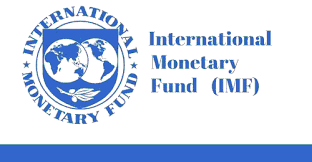 INTERNATIONAL
MONETARY FUND
International
Monetary
Fund (IMF)